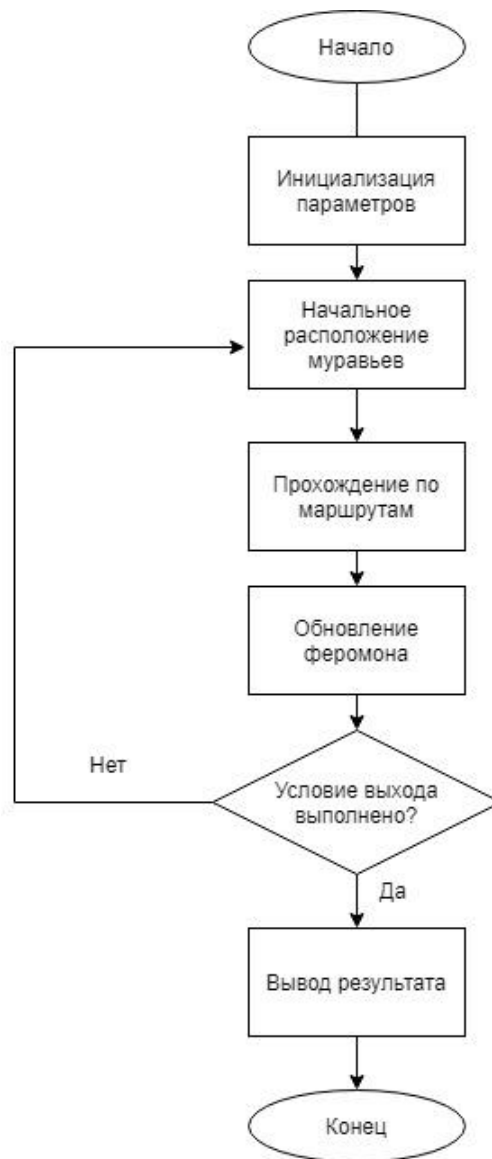 Начало
Инициализация
параметров
Начальное
расположение
муравьев
Прохождение по
маршрутам
Обновление
феромона
Нет
Условие выхода
выполнено?
Да
Вывод результата
Конец